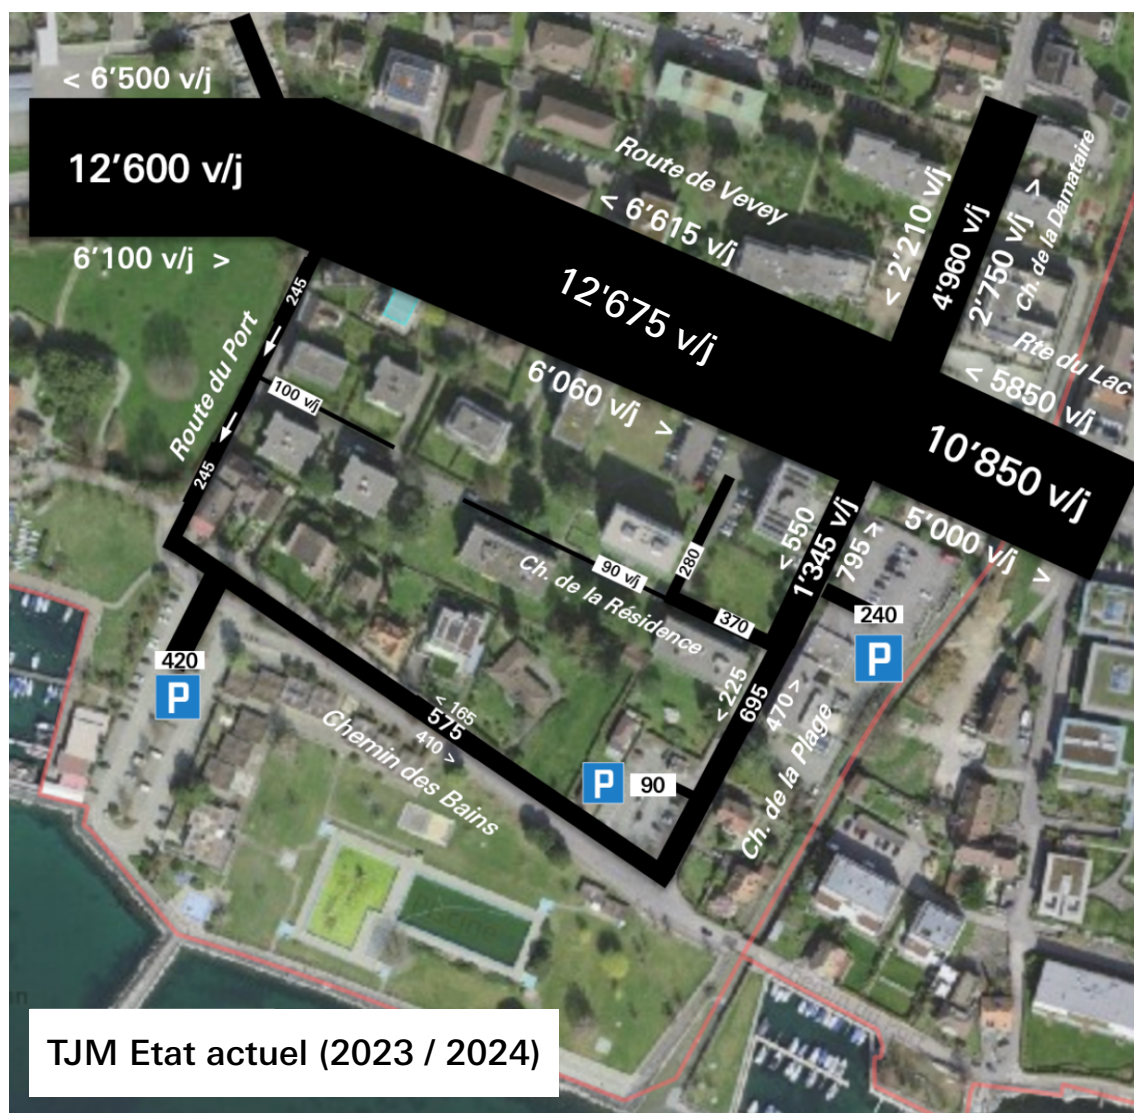 < 6’500 v/j
12’600 v/j
6’100 v/j >
Route de Vevey
< 6’615 v/j
12'675 v/j
6’060 v/j >
< 2’210 v/j
4’960 v/j
2’750 v/j >
Ch. de la Damataire
Rte du Lac
< 5850 v/j
10’850 v/j
5’000 v/j >
245
Route du Port
245
100 v/j
90 v/j
Ch. de la Résidence
280
370
< 550
1’345 v/j
795 >
240
P
<225
695
470 >
Ch. de la Plage
420
P
< 165
575
410 >
Chemin des Bains
P
90
TJM Etat actuel (2023 / 2024)